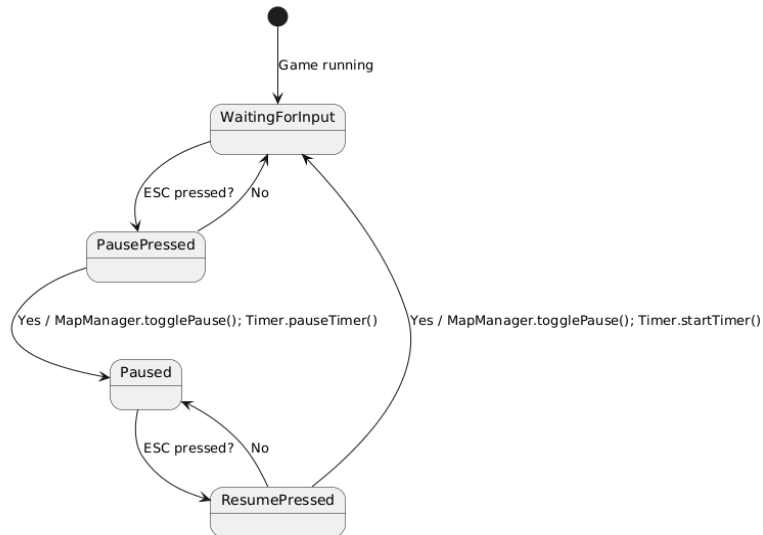 Game running
WaitingForInput
ESC pressed?
No
PausePressed
Yes / MapManager.togglePause(); Timer.pauseTimer()
Yes / MapManager.togglePause(); Timer.startTimer()
Paused
ESC pressed?
No
ResumePressed